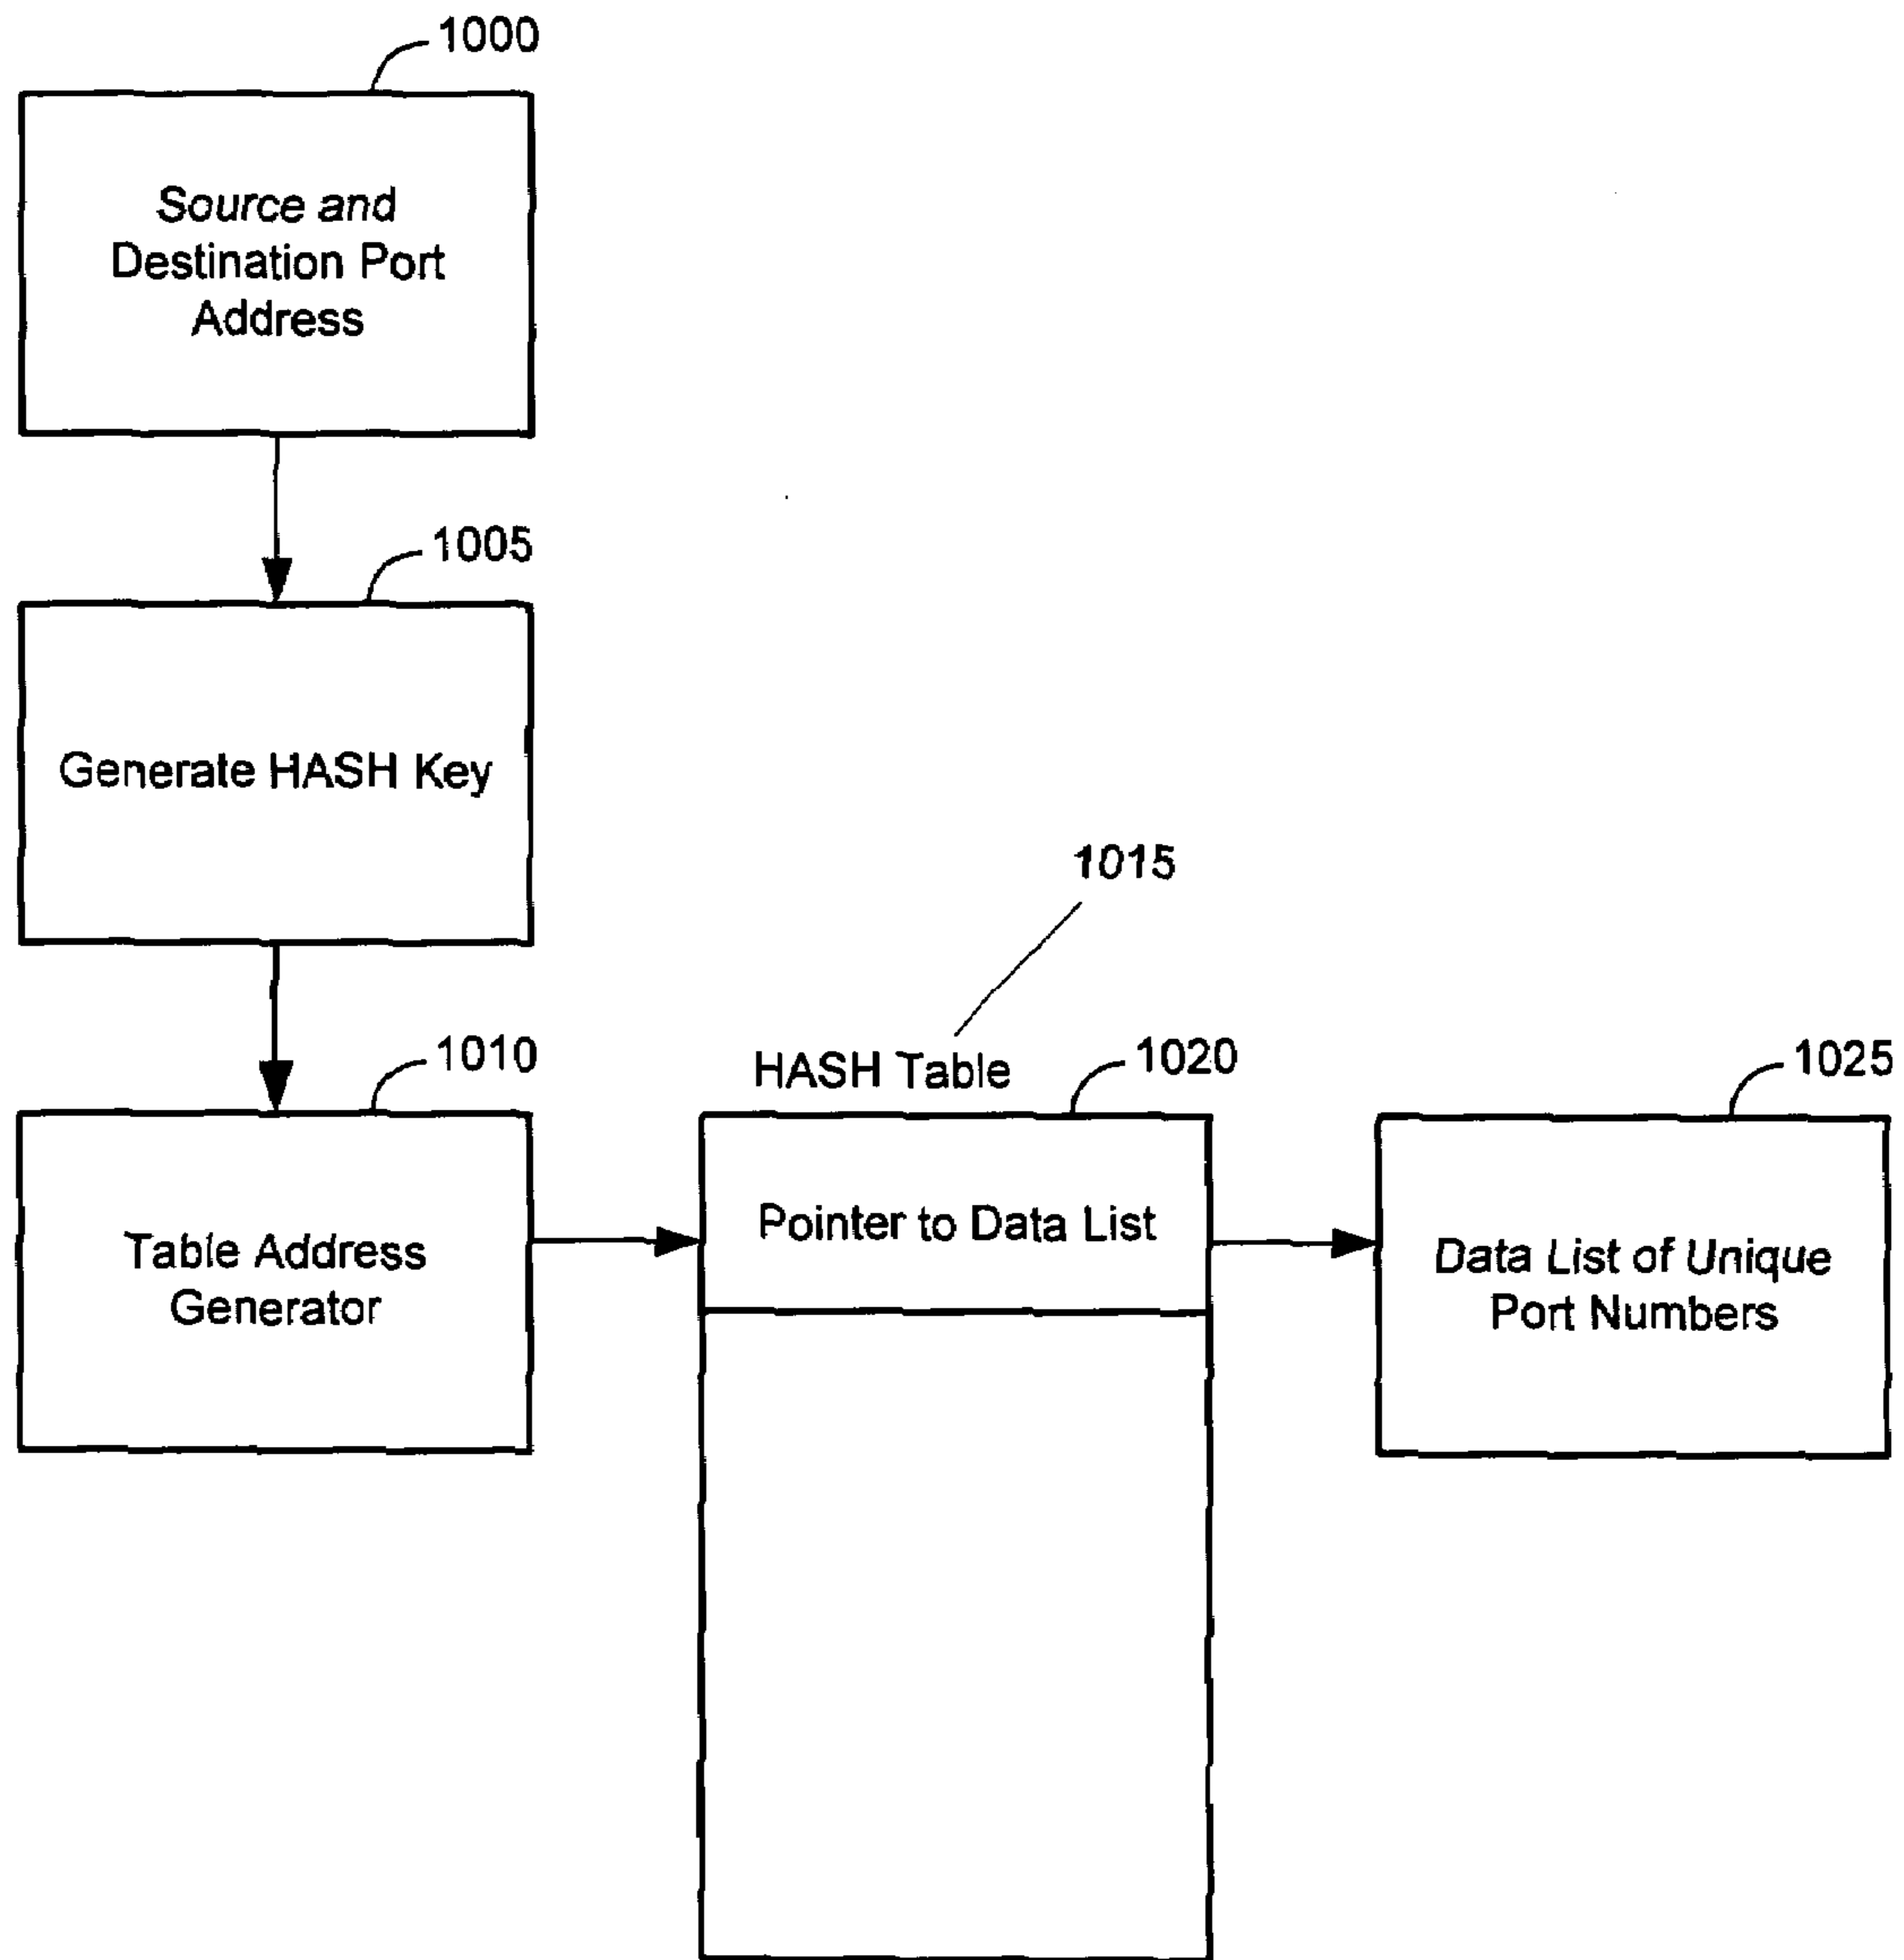 1000
Source and
Destination Port
Address
1005
Generate HASH Key
1015
1010
HASH Table
1020
1025
Table Address
Generator
Pointer to Data List
Data List of Unique
Port Numbers